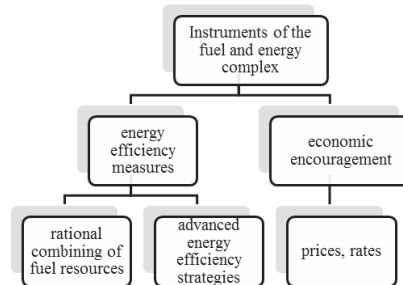 Instruments of the
fuel and energy
complex
energy
efficiency
measures
economic
encouragement
rational
combining of
fuel resources
advanced
energy
efficiency
strategies
prices, rates